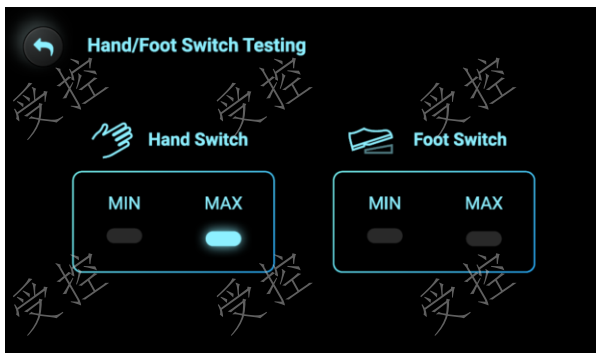 Hand/Foot Switch Testing
受控 受控 受控
Hand Switch Foot Switch
MIN MAX MIN MAX
受控 受控 受控